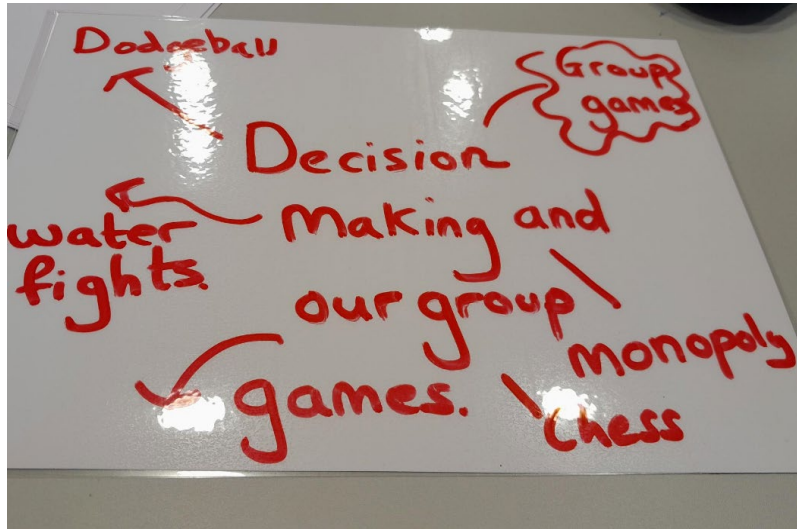 Dodgeball
Group
games
Decision
Making and
our group
games.
water
fights.
monopoly
chess